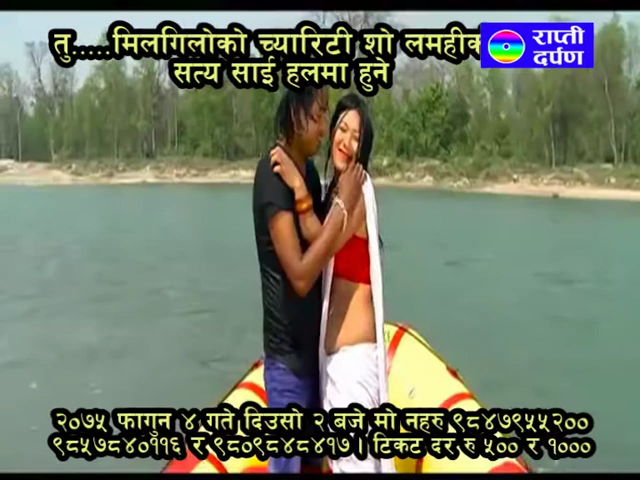 तु.....मिलगिलोको च्यारिटी शो लमहीक
सत्य साई हलमा हुने
राप्ती
दर्पण
२०७५ फागुन ४ गते दिउसो २ बजे मो नहरु ९८४७९५५२००
९८५७८४०११६ र ९८०९८४८४१७ । टिकट दर रु ५०० र १०००